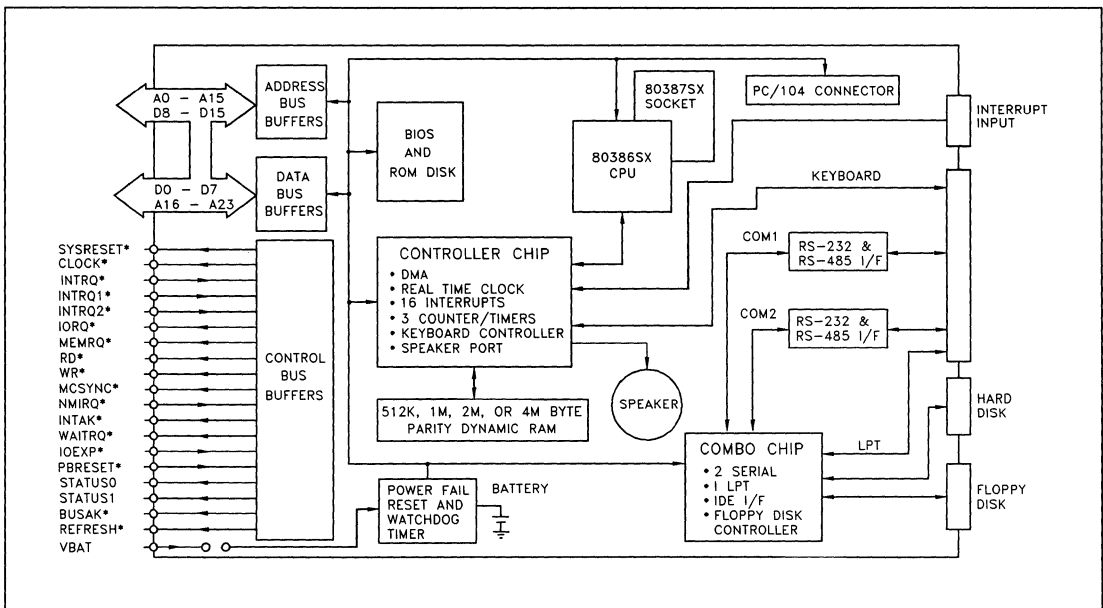 A0 - A15
D8 - D15
D0 - D7
A16 - A23
ADDRESS
BUS
BUFFERS
DATA
BUS
BUFFERS
BIOS
AND
ROM DISK
80387SX
SOCKET
80386SX
CPU
PC/104 CONNECTOR
INTERRUPT
INPUT
KEYBOARD
SYSRESET*
CLOCK*
INTRQ*
INTRQ1*
INTRQ2*
IORQ*
MEMRQ*
RD*
WR*
MCSYNC*
NMIRQ*
INTAK*
WAITRQ*
IOEXP*
PBRESET*
STATUS0
STATUS1
BUSAK*
REFRESH*
VBAT
CONTROL
BUS
BUFFERS
CONTROLLER CHIP
• DMA
• REAL TIME CLOCK
• 16 INTERRUPTS
• 3 COUNTER/TIMERS
• KEYBOARD CONTROLLER
• SPEAKER PORT
512K, 1M, 2M, OR 4M BYTE
PARITY DYNAMIC RAM
SPEAKER
COM1
RS-232 &
RS-485 I/F
COM2
RS-232 &
RS-485 I/F
POWER FAIL
RESET AND
WATCHDOG
TIMER
BATTERY
COMBO CHIP
• 2 SERIAL
• 1 LPT
• IDE I/F
• FLOPPY DISK
CONTROLLER
LPT
HARD
DISK
FLOPPY
DISK